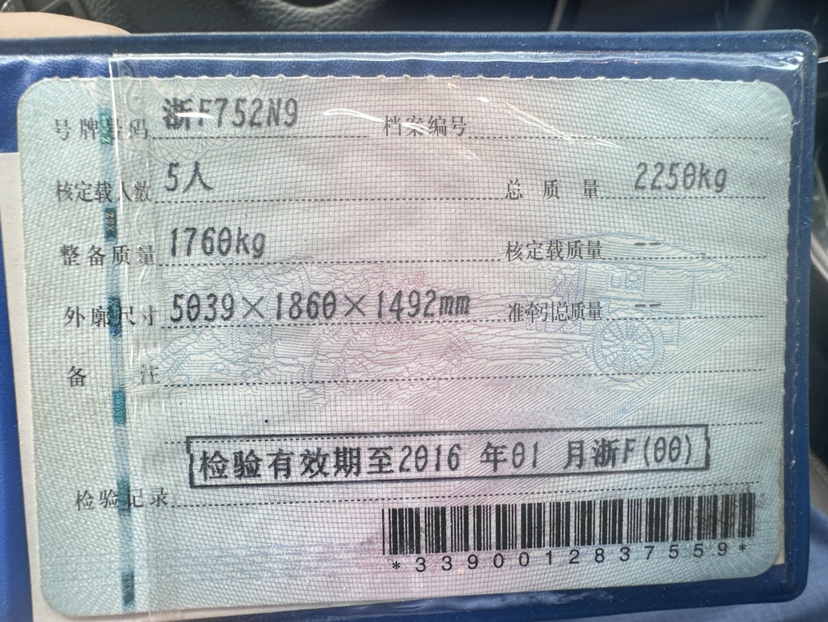 号牌号码 浙F752N9 档案编号
核定载人数 5人 总质量 2250kg
整备质量 1760kg 核定载质量 --
外廓尺寸 5039×1860×1492mm 准牵引总质量 --
备注
检验有效期至2016 年01 月浙F(00)
检验记录
*3390012837559*